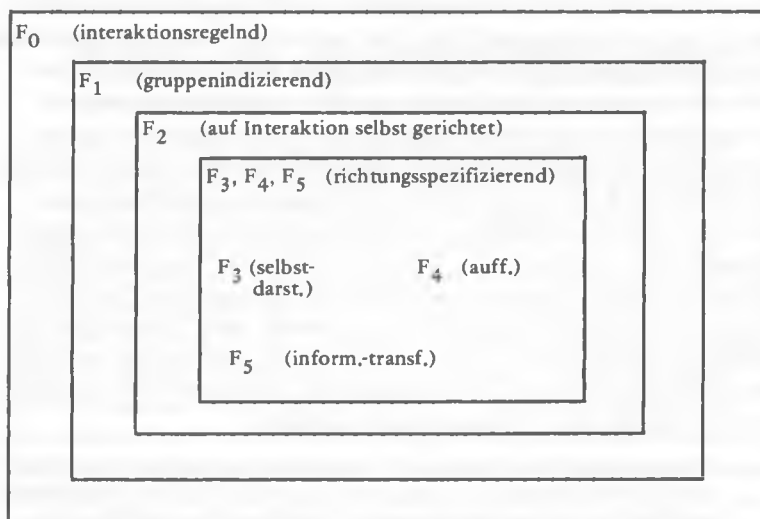 F0 (interaktionsregelnd)
F1 (gruppenindizierend)
F2 (auf Interaktion selbst gerichtet)
F3, F4, F5 (richtungsspezifizierend)
F3 (selbst-
darst.)
F4 (auff.)
F5 (inform.-transf.)